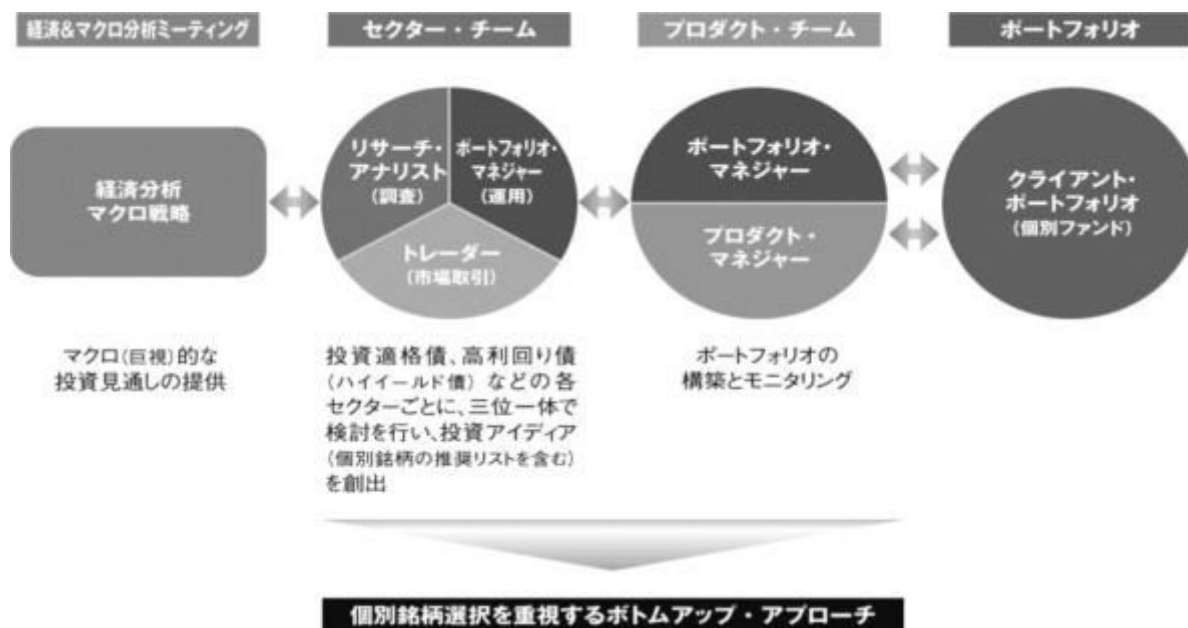 経済&マクロ分析ミーティング
セクター・チーム
プロダクト・チーム
ポートフォリオ
経済分析
マクロ戦略
リサーチ・
アナリスト
(調査)
ポートフォリオ・
マネジャー
(運用)
トレーダー
(市場取引)
ポートフォリオ・
マネジャー
プロダクト・
マネジャー
クライアント・
ポートフォリオ
(個別ファンド)
マクロ(巨視)的な
投資見通しの提供
投資適格債、高利回り債
(ハイイールド債)などの各
セクターごとに、三位一体で
検討を行い、投資アイディア
(個別銘柄の推奨リストを含む)
を創出
ポートフォリオの
構築とモニタリング
個別銘柄選択を重視するボトムアップ・アプローチ